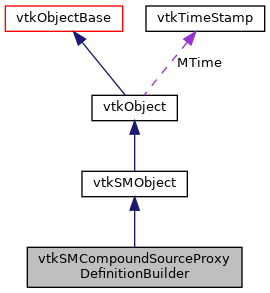 vtkObjectBase
vtkTimeStamp
MTime
vtkObject
vtkSMObject
vtkSMCompoundSourceProxy
DefinitionBuilder